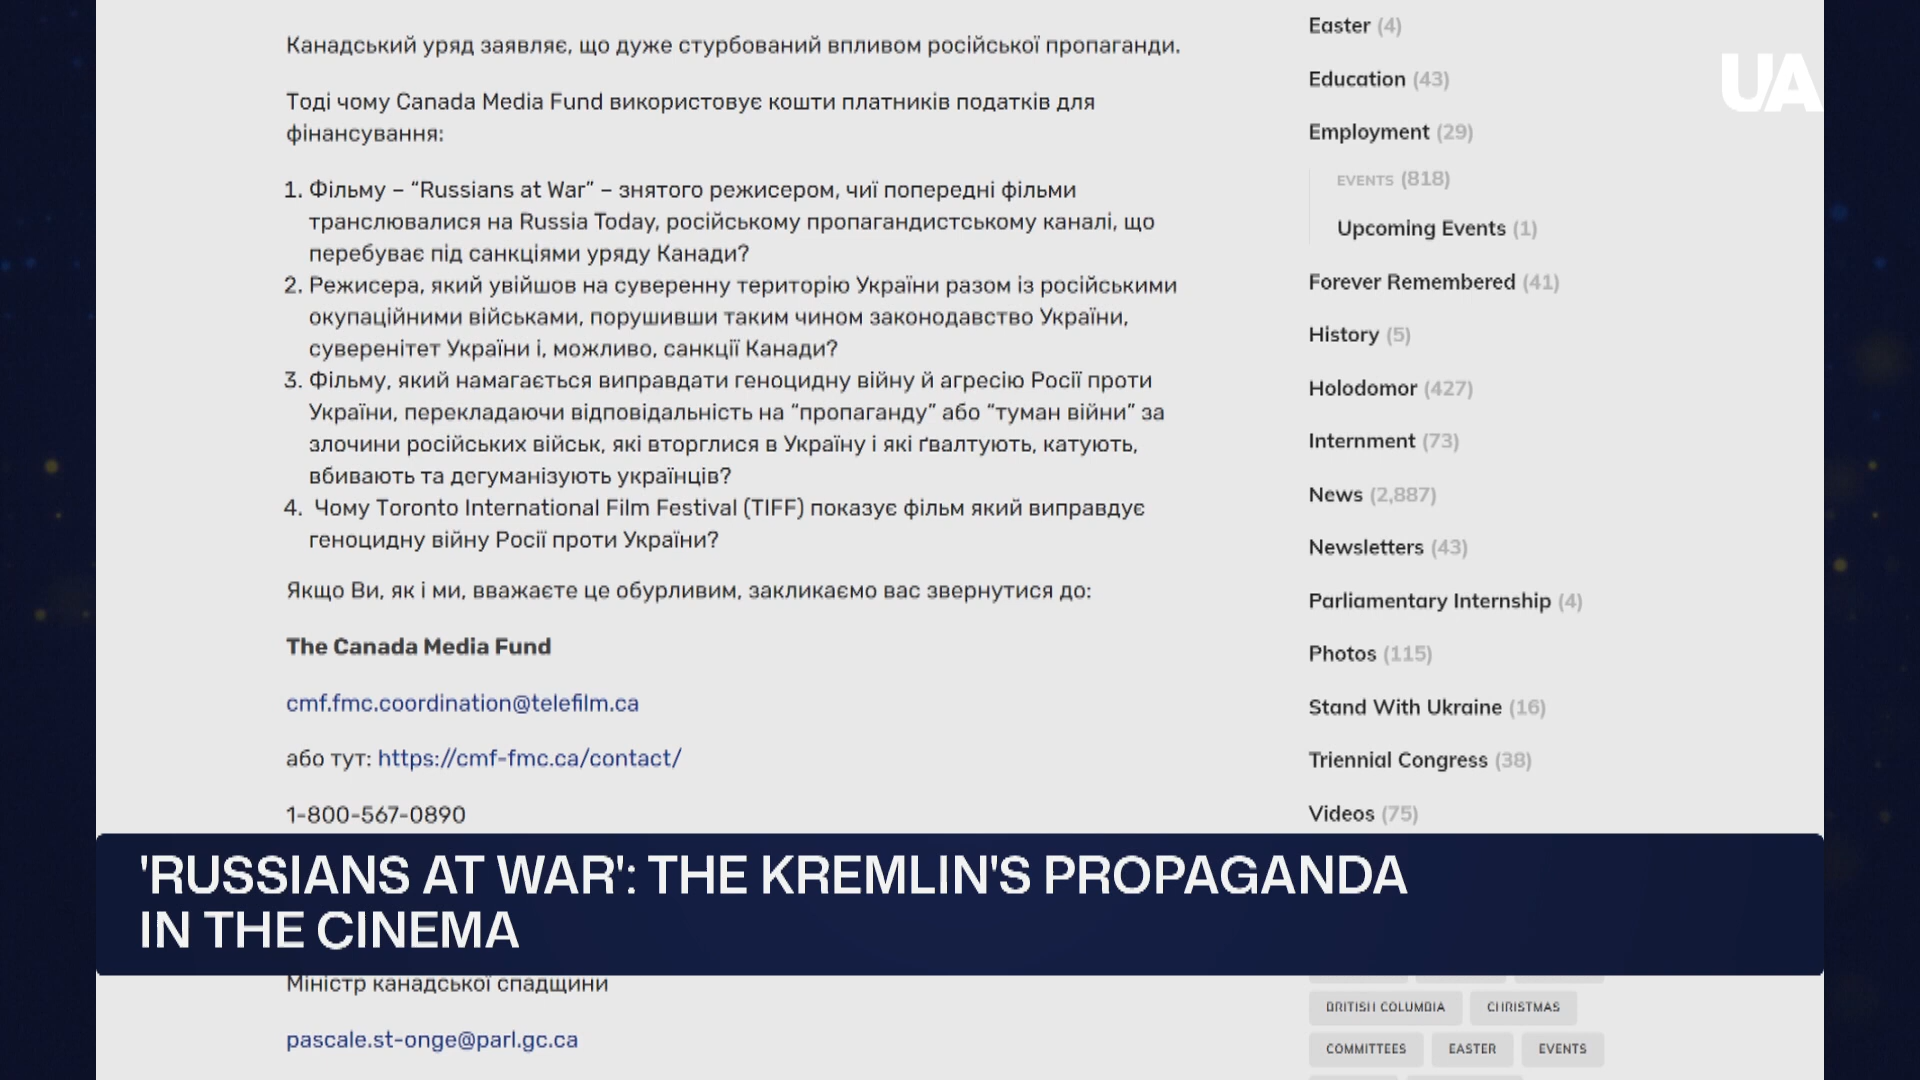 Канадський уряд заявляє, що дуже стурбований впливом російської пропаганди.
Тоді чому Canada Media Fund використовує кошти платників податків для
фінансування:
1. Фільму – “Russians at War” – знятого режисером, чиї попередні фільми
транслювалися на Russia Today, російському пропагандистському каналі, що
перебуває під санкціями уряду Канади?
2. Режисера, який увійшов на суверенну територію України разом із російськими
окупаційними військами, порушивши таким чином законодавство України,
суверенітет України і, можливо, санкції Канади?
3. Фільму, який намагається виправдати геноцидну війну й агресію Росії проти
України, перекладаючи відповідальність на “пропаганду” або “туман війни” за
злочини російських військ, які вторглися в Україну і які ґвалтують, катують,
вбивають та дегуманізують українців?
4. Чому Toronto International Film Festival (TIFF) показує фільм який виправдує
геноцидну війну Росії проти України?
Якщо Ви, як і ми, вважаєте це обурливим, закликаємо вас звернутися до:
The Canada Media Fund
cmf.fmc.coordination@telefilm.ca
або тут: https://cmf-fmc.ca/contact/
1-800-567-0890
Міністр канадської спадщини
pascale.st-onge@parl.gc.ca
Easter (4)
Education (43)
Employment (29)
EVENTS (818)
Upcoming Events (1)
Forever Remembered (41)
History (5)
Holodomor (427)
Internment (73)
News (2,887)
Newsletters (43)
Parliamentary Internship (4)
Photos (115)
Stand With Ukraine (16)
Triennial Congress (38)
Videos (75)
BRITISH COLUMBIA CHRISTMAS
COMMITTEES EASTER EVENTS
UA
'RUSSIANS AT WAR': THE KREMLIN'S PROPAGANDA
IN THE CINEMA